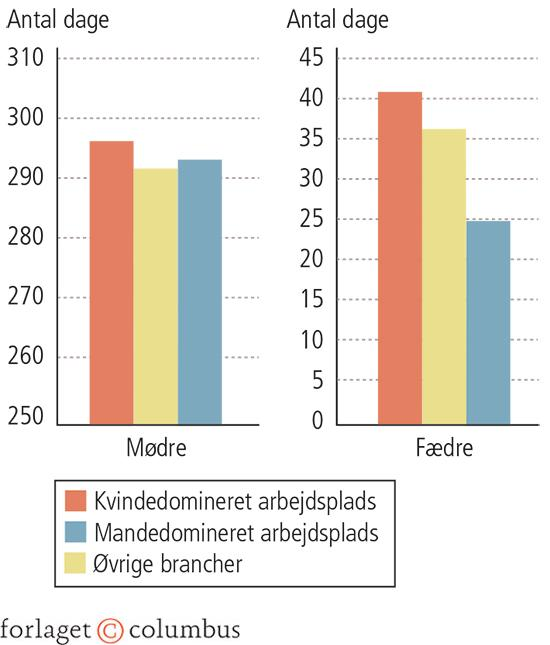 Antal dage
310
300
290
280
270
260
250
Mødre
Antal dage
45
40
35
30
25
20
15
10
5
0
Fædre
Kvindedomineret arbejdsplads
Mandedomineret arbejdsplads
Øvrige brancher
forlaget © columbus